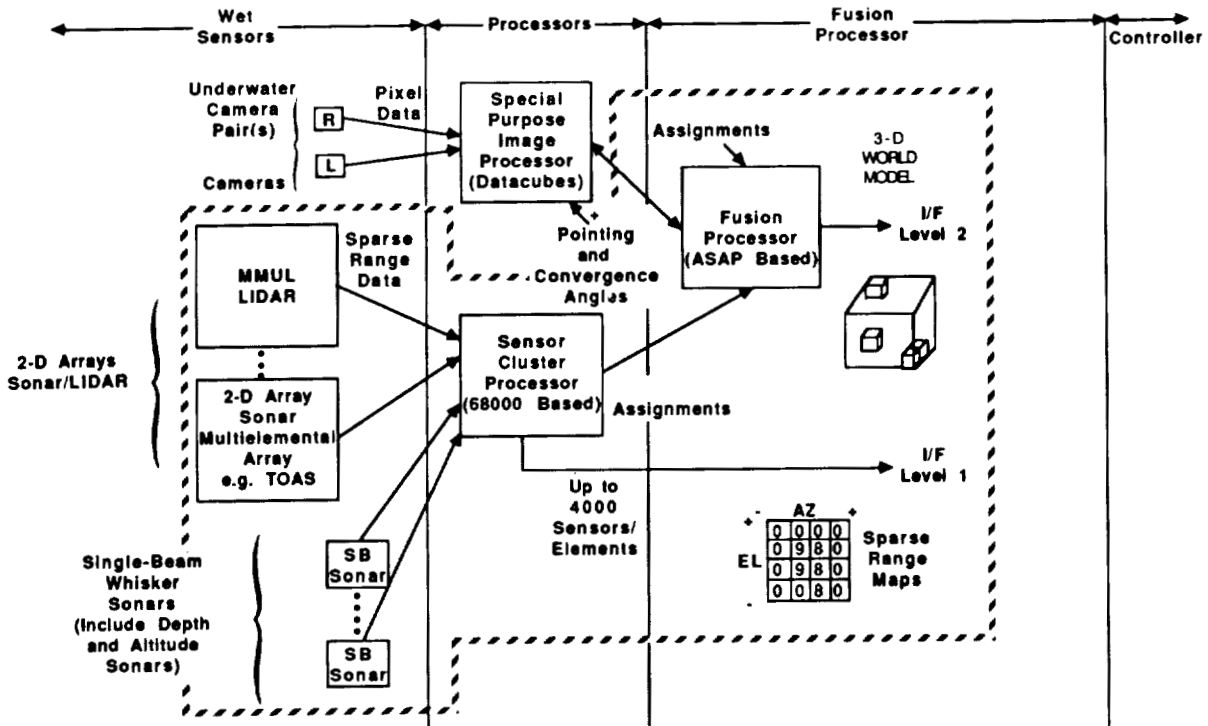 Wet
Sensors
Processors
Fusion
Processor
Controller
Underwater
Camera
Pair(s)
R
L
Cameras
Pixel
Data
Special
Purpose
Image
Processor
(Datacubes)
Assignments
3-D
WORLD
MODEL
Fusion
Processor
(ASAP Based)
I/F
Level 2
+
Pointing
and
Convergence
Angles
MMUL
LIDAR
Sparse
Range
Data
2-D Arrays
Sonar/LIDAR
2-D Array
Sonar
Multielemental
Array
e.g. TOAS
Sensor
Cluster
Processor
(68000 Based)
Assignments
I/F
Level 1
Up to
4000
Sensors/
Elements
Single-Beam
Whisker
Sonars
(Include Depth
and Altitude
Sonars)
SB
Sonar
SB
Sonar
- AZ +
+
EL
-
0 0 0 0
0 9 8 0
0 9 8 0
0 0 8 0
Sparse
Range
Maps